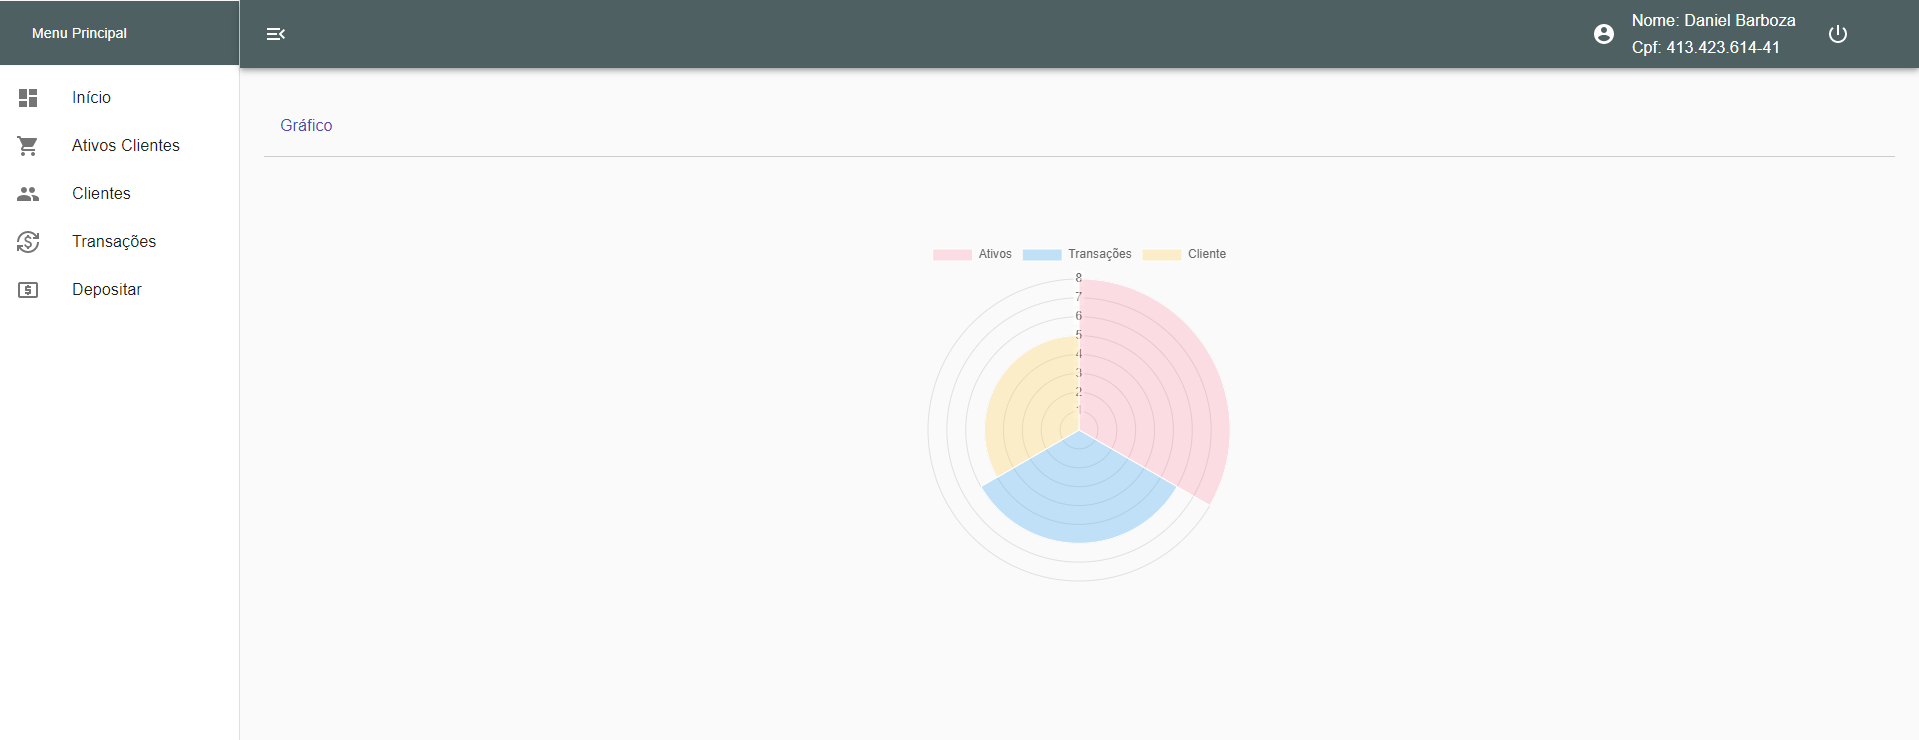 Menu Principal
Nome: Daniel Barboza
Cpf: 413.423.614-41
Início
Ativos Clientes
Clientes
Transações
Depositar
Gráfico
Ativos Transações Cliente
8
7
6
5
4
3
2
1